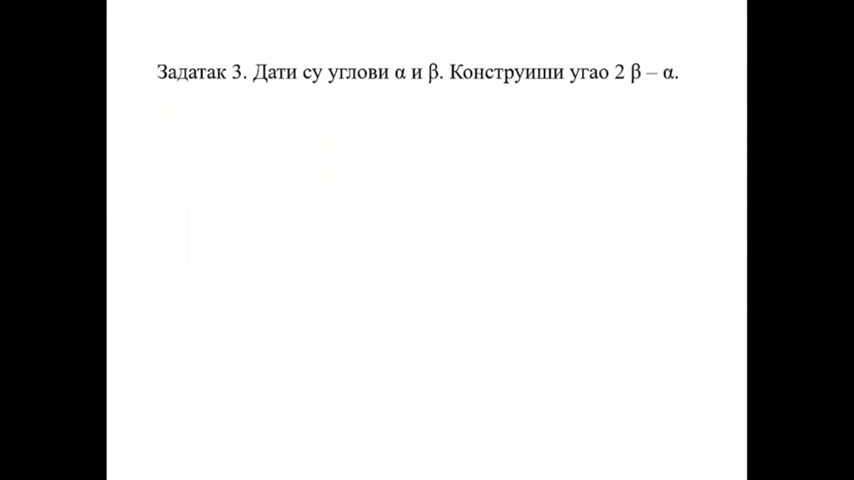 Задатак 3. Дати су углови α и β. Конструиши угао 2 β – α.